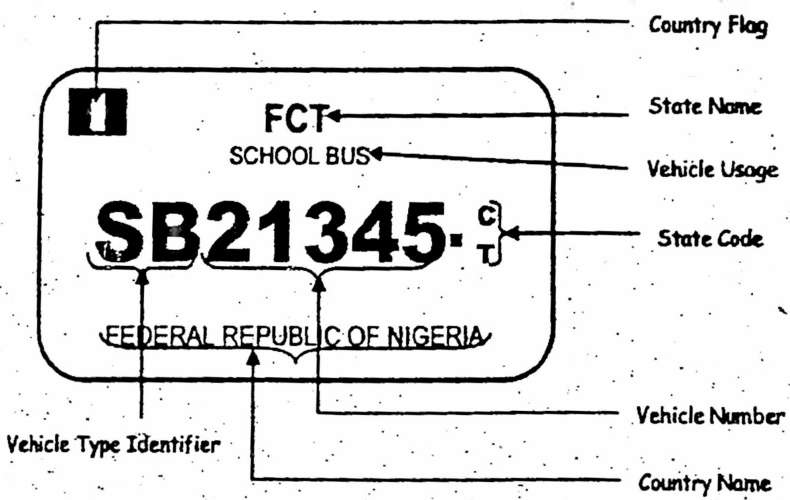 Country Flag
FCT
State Name
SCHOOL BUS
Vehicle Usage
SB21345-CT
State Code
FEDERAL REPUBLIC OF NIGERIA
Vehicle Number
Vehicle Type Identifier
Country Name